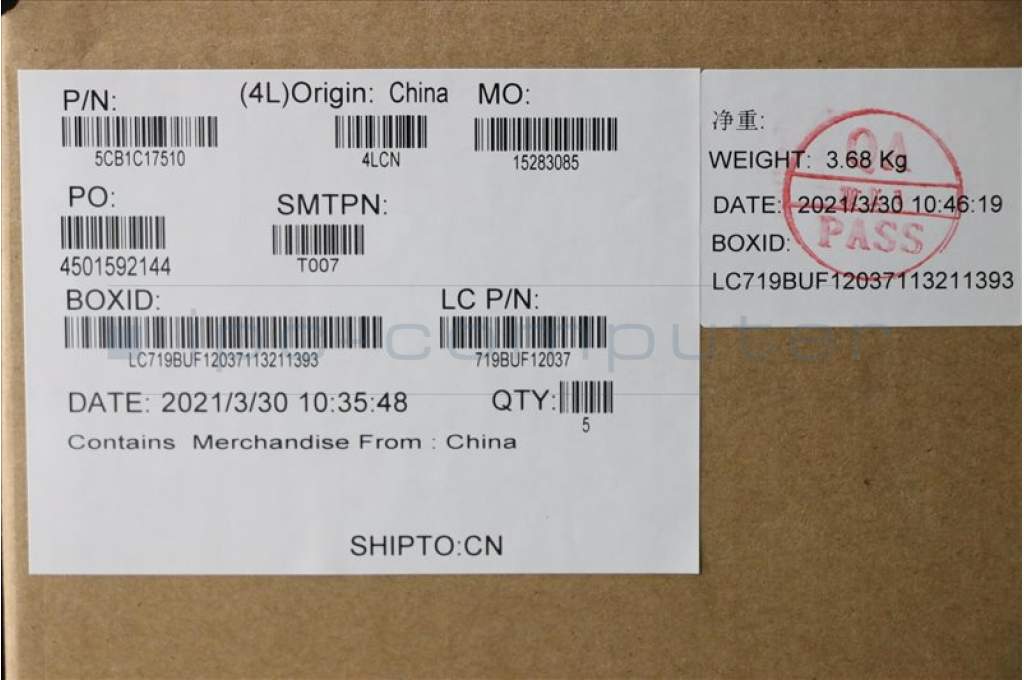 P/N:
(4L)Origin: China
MO:
5CB1C17510
4LCN
15283085
PO:
SMTPN:
4501592144
T007
BOXID:
LC P/N:
LC719BUF12037113211393
719BUF12037
DATE: 2021/3/30 10:35:48
QTY:
5
Contains Merchandise From : China
SHIPTO:CN
净重:
WEIGHT: 3.68 Kg
DATE: 2021/3/30 10:46:19
BOXID:
LC719BUF12037113211393
QA
PASS
ipc-computer